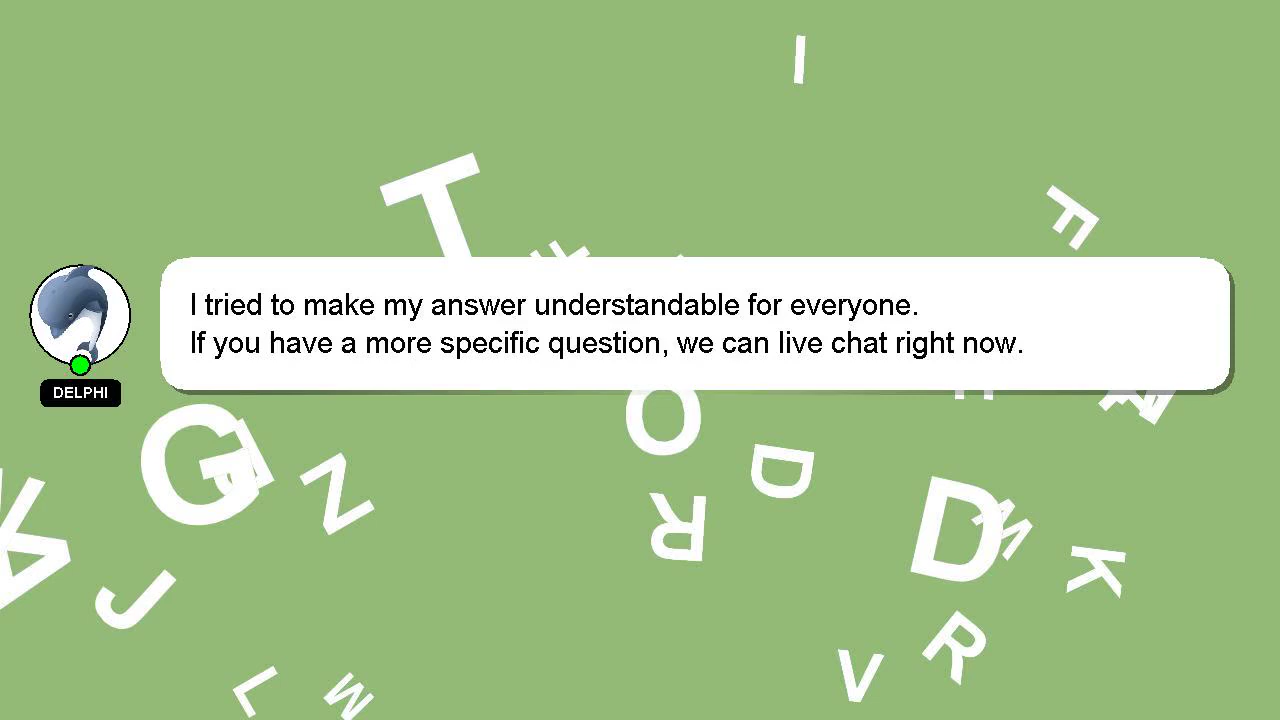 I
T
F
I tried to make my answer understandable for everyone.
If you have a more specific question, we can live chat right now.
DELPHI
G
O
D
N
R
D
M
K
J
R
V
L
M